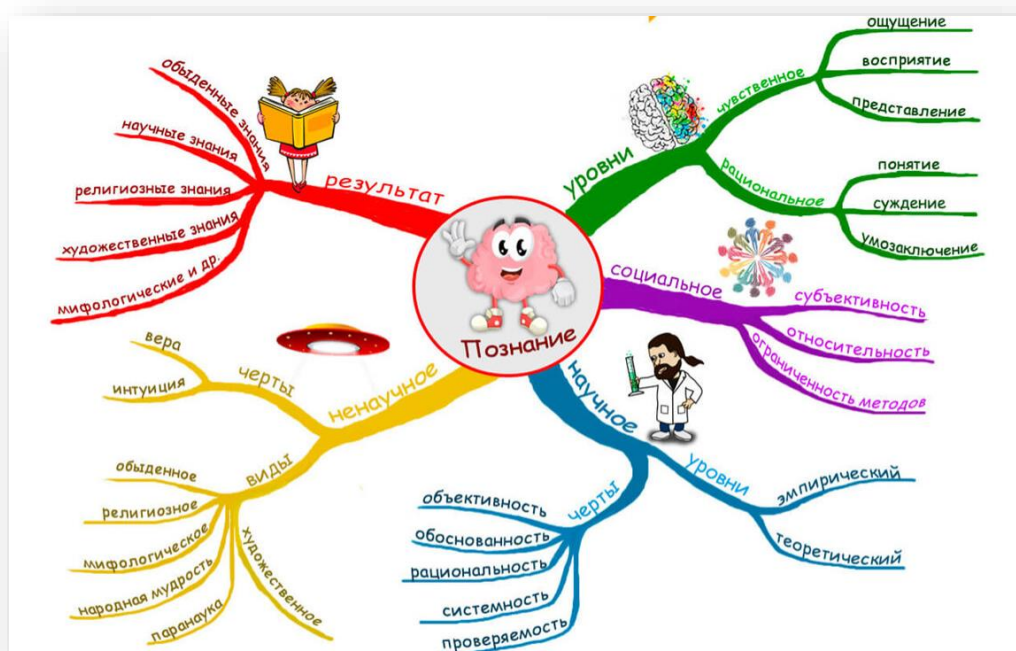 Познание
уровни
чувственное
ощущение
восприятие
представление
рациональное
понятие
суждение
умозаключение
социальное
субъективность
относительность
ограниченность методов
научное
уровни
эмпирический
теоретический
черты
объективность
обоснованность
рациональность
системность
проверяемость
ненаучное
черты
вера
интуиция
виды
обыденное
религиозное
мифологическое
народная мудрость
паранаука
художественное
результат
обыденные знания
научные знания
религиозные знания
художественные знания
мифологические и др.